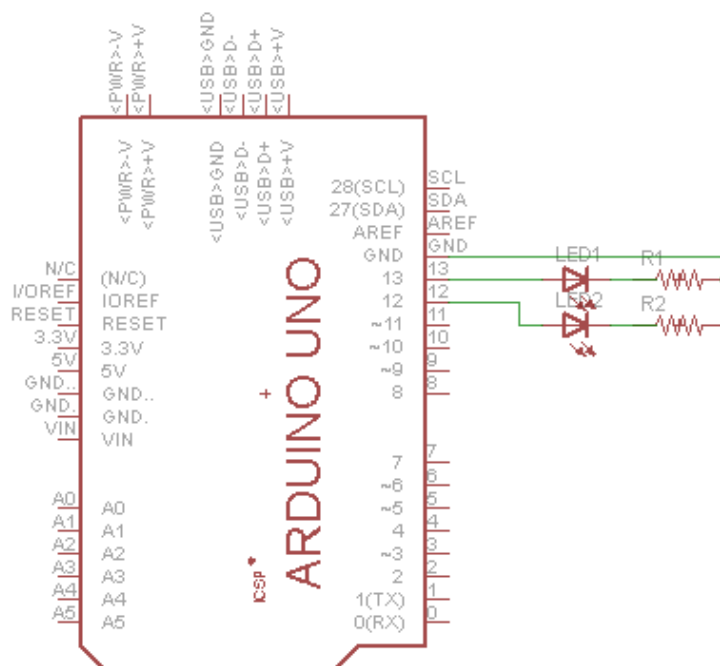 <PWR>-V
<PWR>+V
<USB>GND
<USB>D-
<USB>D+
<USB>+V
<PWR>-V
<PWR>+V
<USB>GND
<USB>D-
<USB>D+
<USB>+V
28(SCL) SCL
27(SDA) SDA
AREF AREF
GND GND
LED1 R1
N/C (N/C) 13 13
I/OREF IOREF 12 12
LED2 R2
RESET RESET ~11 11
3.3V 3.3V ~10 10
5V 5V ~9 9
GND.. GND.. 8 8
GND. GND.
VIN VIN
ARDUINO UNO
7 7
~6 6
A0 A0 ~5 5
A1 A1 4 4
A2 A2 ~3 3
A3 A3 2 2
A4 A4 1(TX) 1
A5 A5 0(RX) 0
ICSP